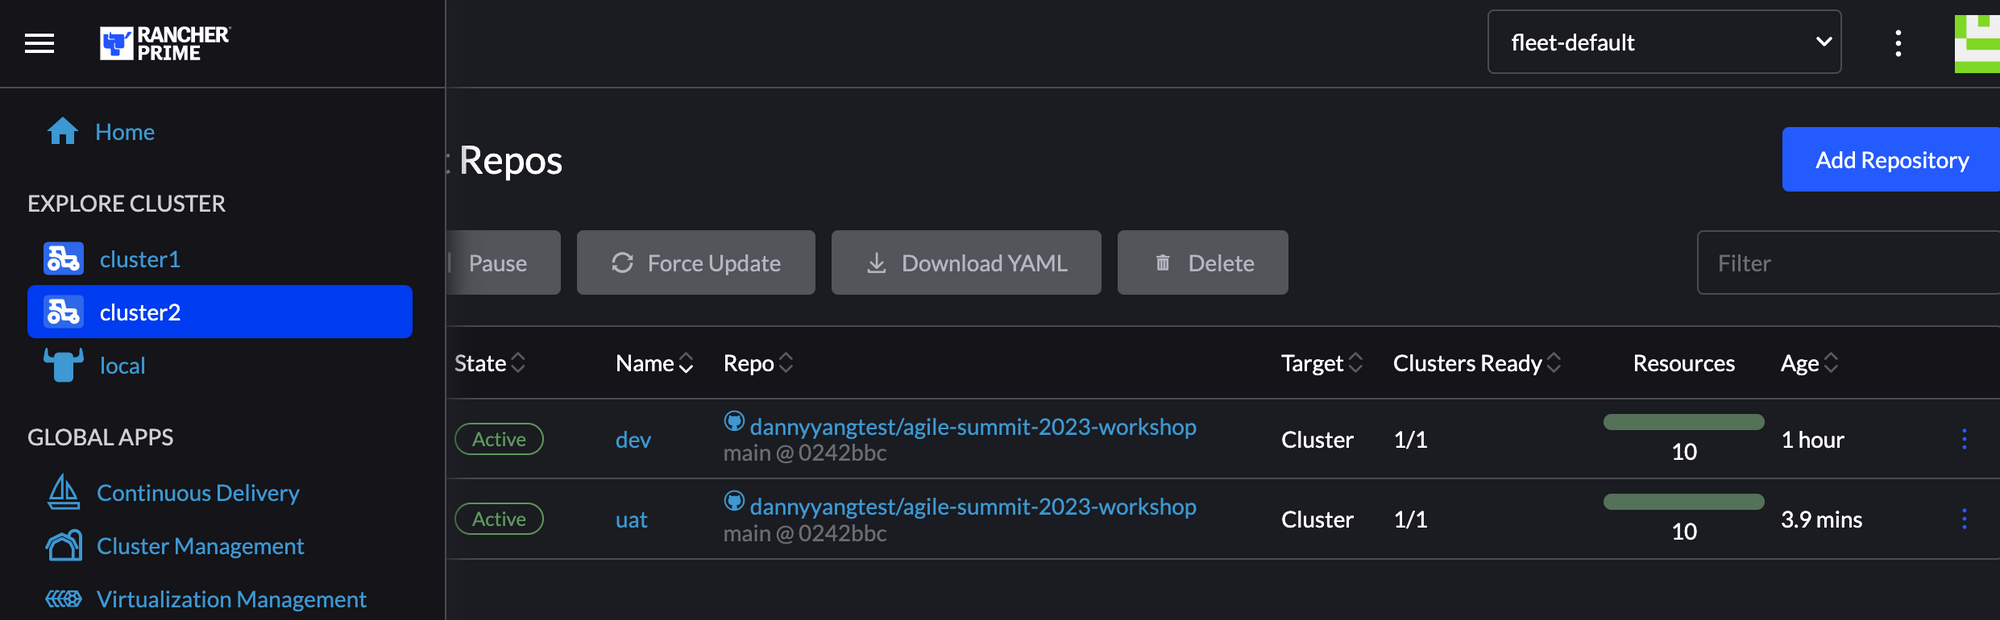 RANCHER
PRIME
fleet-default
Home
EXPLORE CLUSTER
cluster1
cluster2
local
GLOBAL APPS
Continuous Delivery
Cluster Management
Virtualization Management
Repos
Add Repository
Pause
Force Update
Download YAML
Delete
Filter
State Name Repo Target Clusters Ready Resources Age
Active dev dannyyangtest/agile-summit-2023-workshop Cluster 1/1 10 1 hour
main @ 0242bbc
Active uat dannyyangtest/agile-summit-2023-workshop Cluster 1/1 10 3.9 mins
main @ 0242bbc